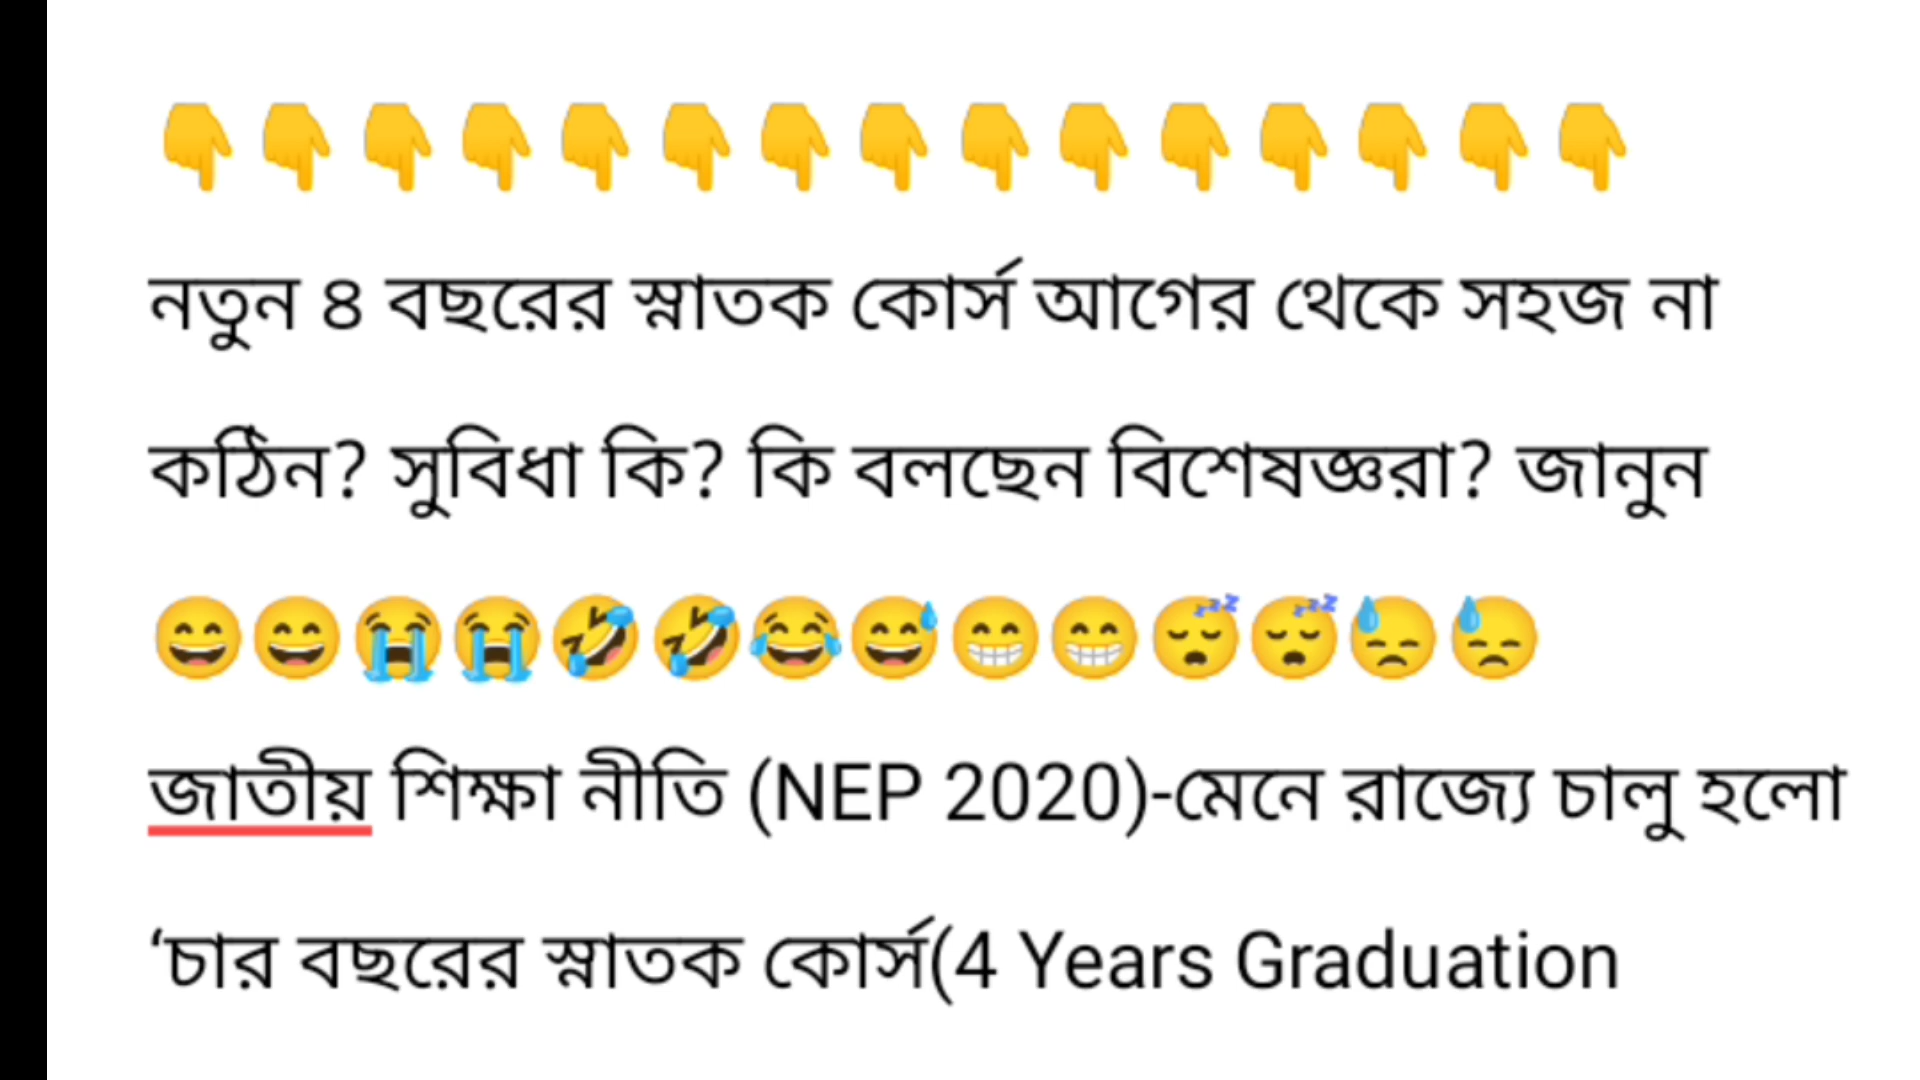 👇👇👇👇👇👇👇👇👇👇👇👇👇👇👇
নতুন ৪ বছরের স্নাতক কোর্স আগের থেকে সহজ না
কঠিন? সুবিধা কি? কি বলছেন বিশেষজ্ঞরা? জানুন
😄😄😭😭🤣🤣😂😅😁😁😴😴😓😓
জাতীয় শিক্ষা নীতি (NEP 2020)-মেনে রাজ্যে চালু হলো
‘চার বছরের স্নাতক কোর্স(4 Years Graduation